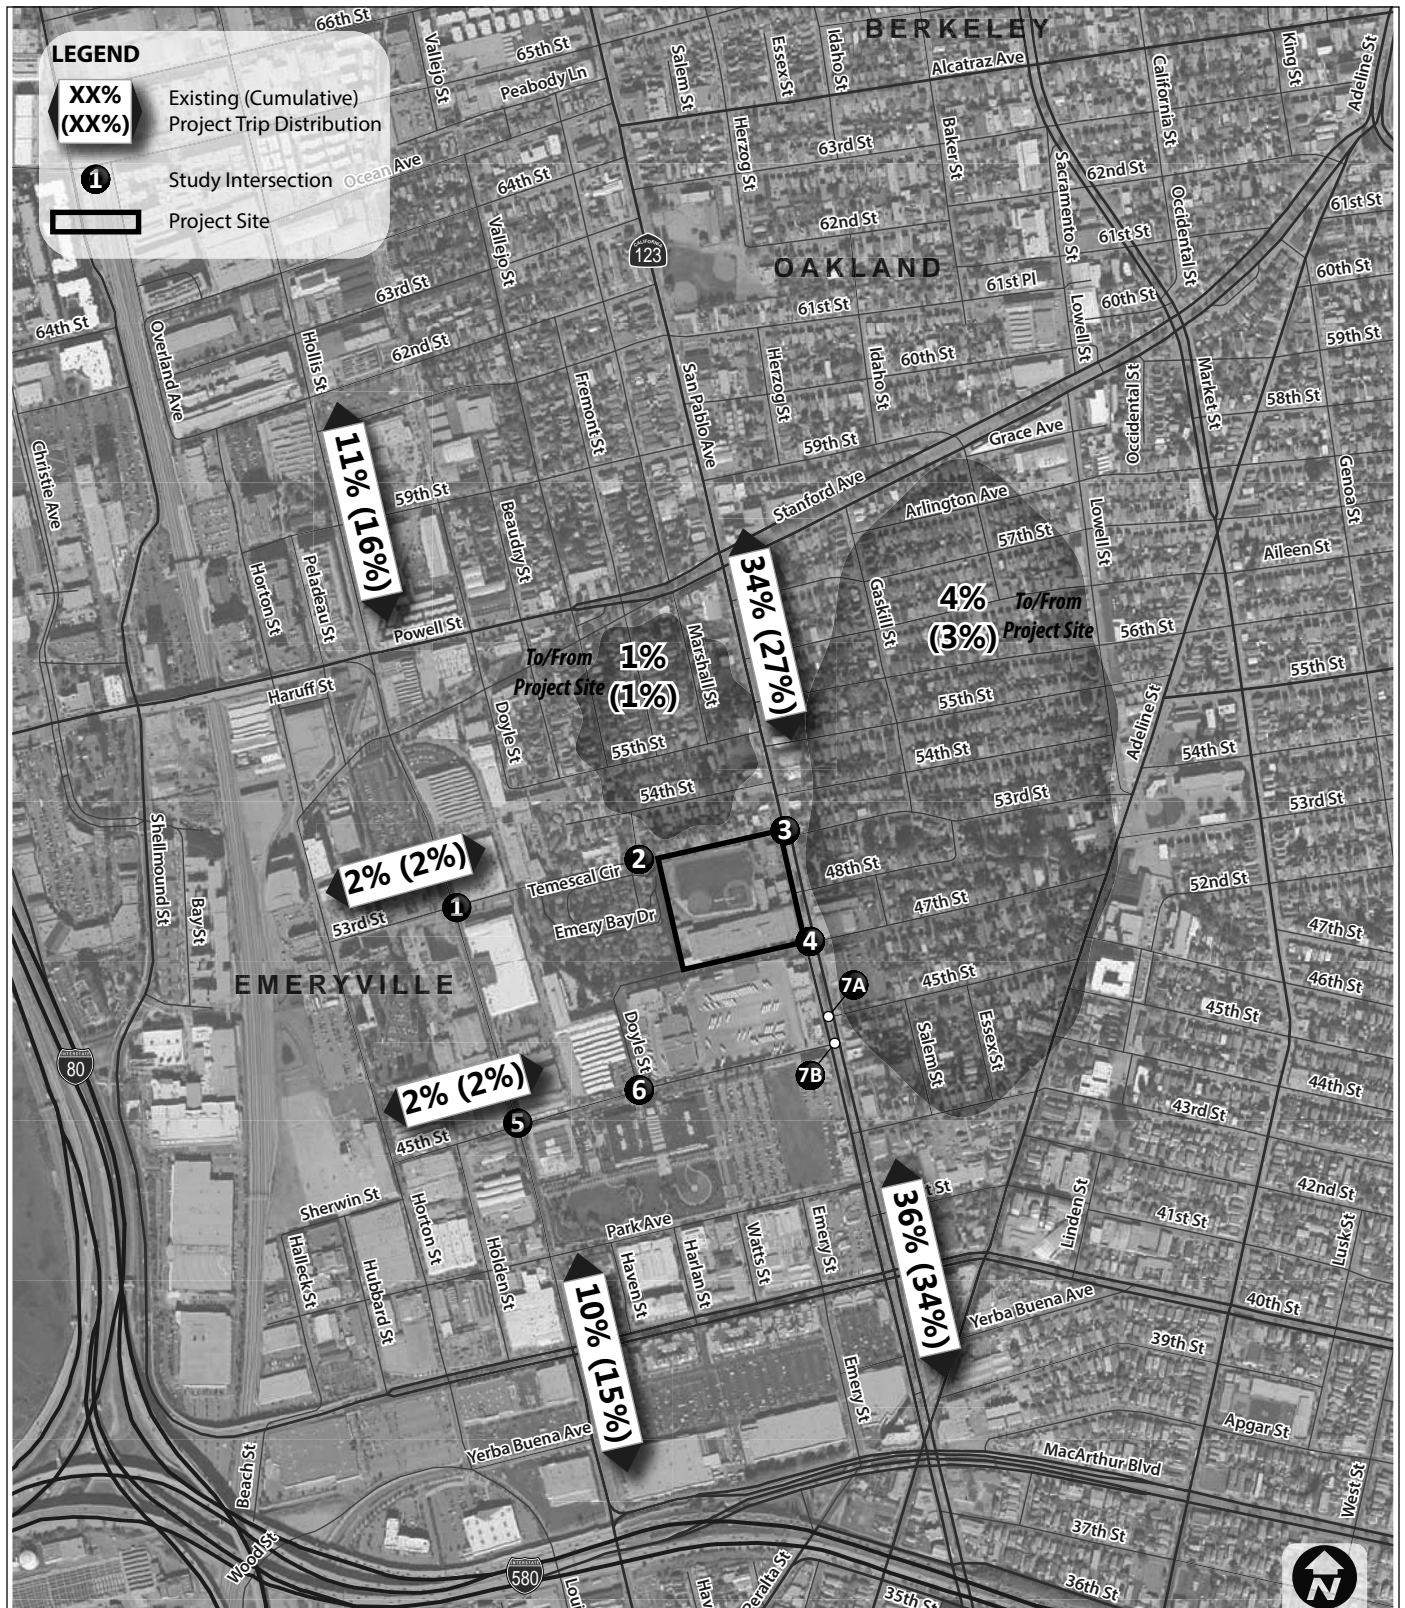 66th St
BERKELEY
LEGEND
XX%
(XX%)
Existing (Cumulative)
Project Trip Distribution
1
Study Intersection
Project Site
Vallejo St
65th St
Peabody Ln
Salem St
Essex St
Idaho St
Alcatraz Ave
California St
King St
Adeline St
Ocean Ave
64th St
Herzog St
63rd St
Baker St
Sacramento St
62nd St
Occidental St
61st St
Vallejo St
62nd St
61st St
CALIFORNIA
123
OAKLAND
63rd St
61st Pl
60th St
60th St
61st St
64th St
Overland Ave
Hollis St
62nd St
Lowell St
59th St
Fremont St
San Pablo Ave
Herzog St
Idaho St
60th St
Occidental St
Market St
58th St
Christie Ave
11% (16%)
59th St
Grace Ave
Genoa St
59th St
Stanford Ave
Arlington Ave
Beaudry St
57th St
Lowell St
Aileen St
Horton St
Peladeau St
34% (27%)
Gaskill St
4%
(3%)
To/From
Project Site
56th St
Powell St
Marshall St
To/From
Project Site
1%
(1%)
55th St
Haruff St
Doyle St
55th St
55th St
Adeline St
54th St
54th St
54th St
53rd St
53rd St
Shellmound St
Bay St
2% (2%)
3
2
Temescal Cir
48th St
52nd St
1
53rd St
Emery Bay Dr
47th St
47th St
4
EMERYVILLE
45th St
46th St
7A
45th St
INTERSTATE
80
Doyle St
Salem St
Essex St
7B
2% (2%)
6
44th St
5
43rd St
45th St
42nd St
Sherwin St
Horton St
36% (34%)
t St
Linden St
41st St
Lusk St
Park Ave
Watts St
Emery St
Halleck St
Hubbard St
Holden St
Haven St
Harlan St
10% (15%)
Yerba Buena Ave
40th St
39th St
Emery St
Apgar St
Yerba Buena Ave
MacArthur Blvd
Beach St
West St
37th St
Wood St
INTERSTATE
580
Peralta St
36th St
Loui
Hav
35th St
N